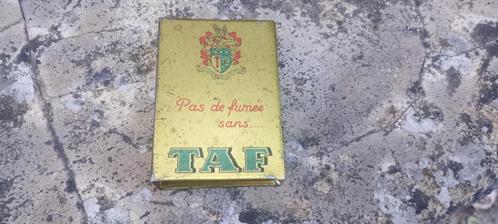 Pas de fumée
sans....
TAF